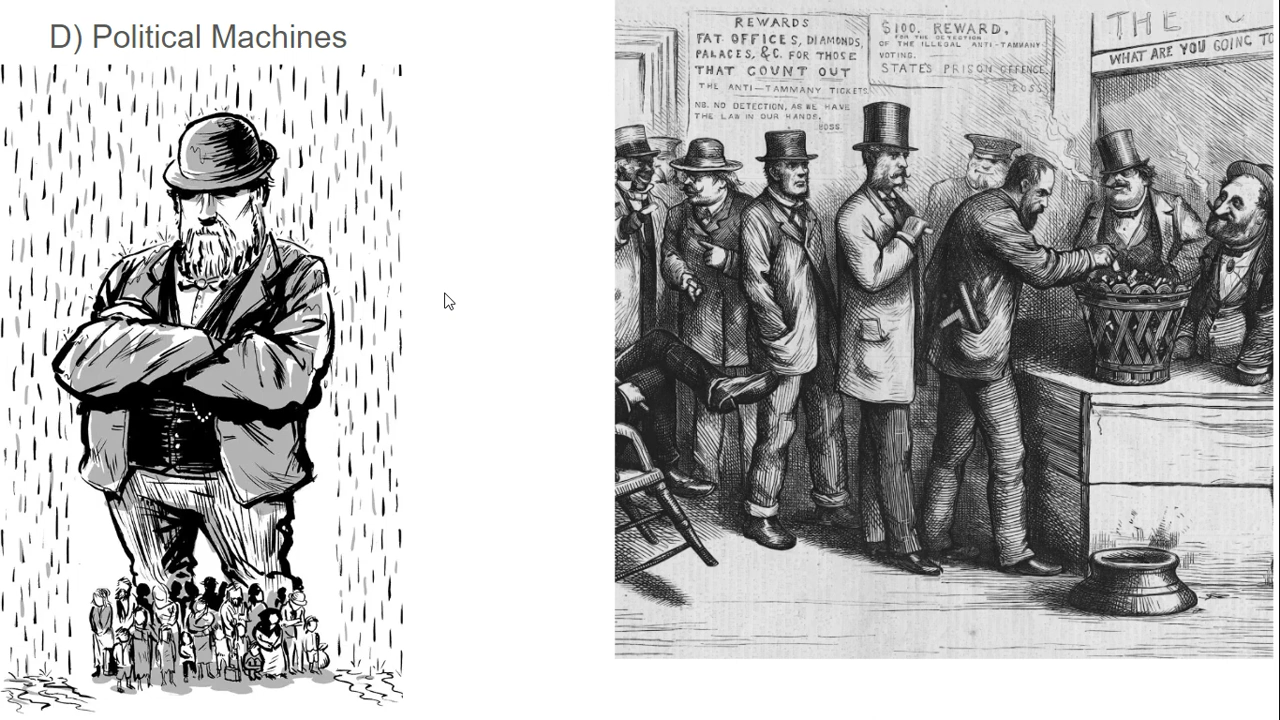 D) Political Machines
REWARDS
FAT OFFICES, DIAMONDS,
PALACES, &C. FOR THOSE
THAT COUNT OUT
THE ANTI-TAMMANY TICKETS.
NB. NO DETECTION, AS WE HAVE
THE LAW IN OUR HANDS.
BOSS.
$100. REWARD.
FOR THE DETECTION
OF THE ILLEGAL ANTI-TAMMANY
VOTING.
STATE'S PRISON OFFENCE.
BOSS.
THE
WHAT ARE YOU GOING TO